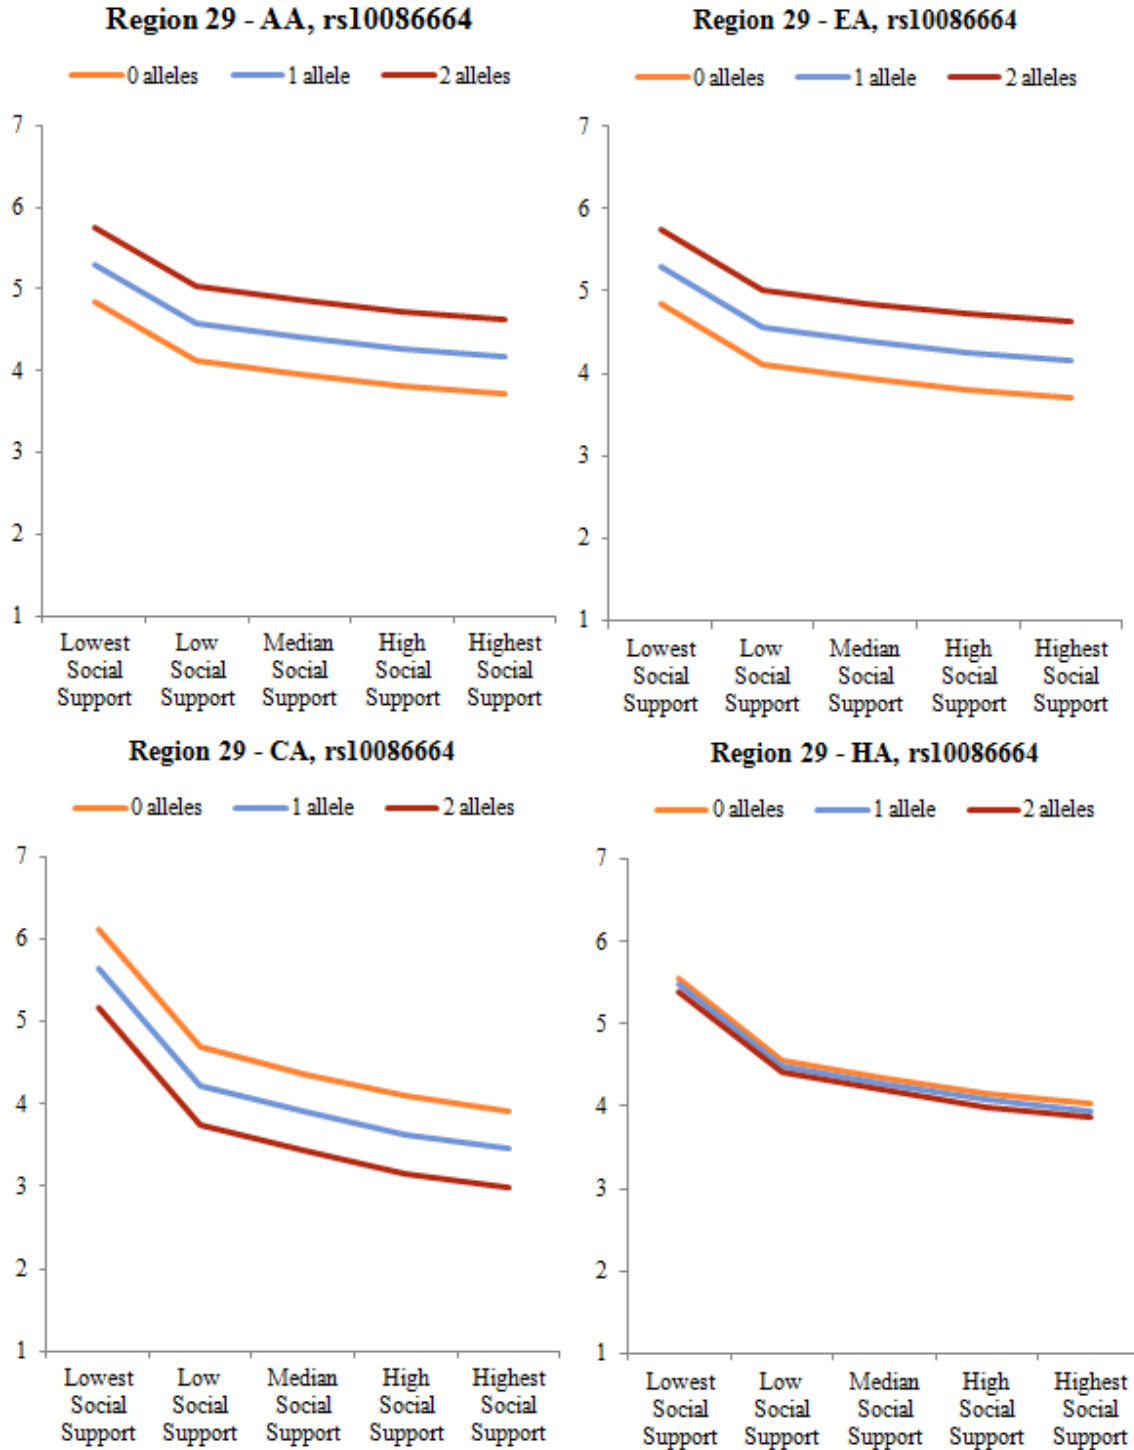 Region 29 - AA, rs10086664
0 alleles 1 allele 2 alleles
7
6
5
4
3
2
1
Lowest Low Median High Highest
Social Social Social Social Social
Support Support Support Support Support
Region 29 - EA, rs10086664
0 alleles 1 allele 2 alleles
7
6
5
4
3
2
1
Lowest Low Median High Highest
Social Social Social Social Social
Support Support Support Support Support
Region 29 - CA, rs10086664
0 alleles 1 allele 2 alleles
7
6
5
4
3
2
1
Lowest Low Median High Highest
Social Social Social Social Social
Support Support Support Support Support
Region 29 - HA, rs10086664
0 alleles 1 allele 2 alleles
7
6
5
4
3
2
1
Lowest Low Median High Highest
Social Social Social Social Social
Support Support Support Support Support